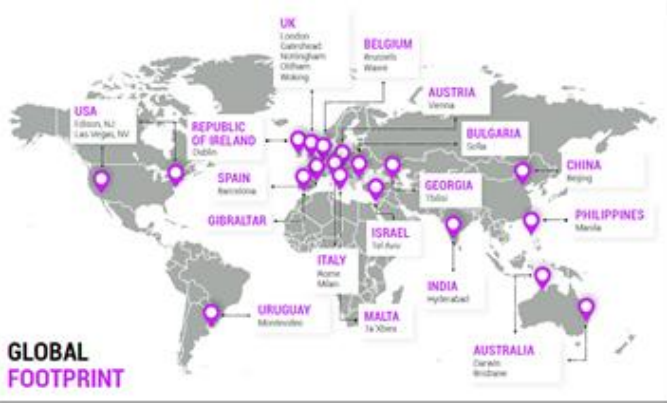 UK
London
Gateshead
Nottingham
Oldham
Woking
BELGIUM
Brussels
Wavre
AUSTRIA
Vienna
USA
Edison, NJ
Las Vegas, NV
REPUBLIC
OF IRELAND
Dublin
BULGARIA
Sofia
CHINA
Beijing
SPAIN
Barcelona
GEORGIA
Tbilisi
GIBRALTAR
PHILIPPINES
Manila
ISRAEL
Tel Aviv
ITALY
Rome
Milan
INDIA
Hyderabad
URUGUAY
Montevideo
MALTA
Ta Xbiex
AUSTRALIA
Darwin
Brisbane
GLOBAL
FOOTPRINT